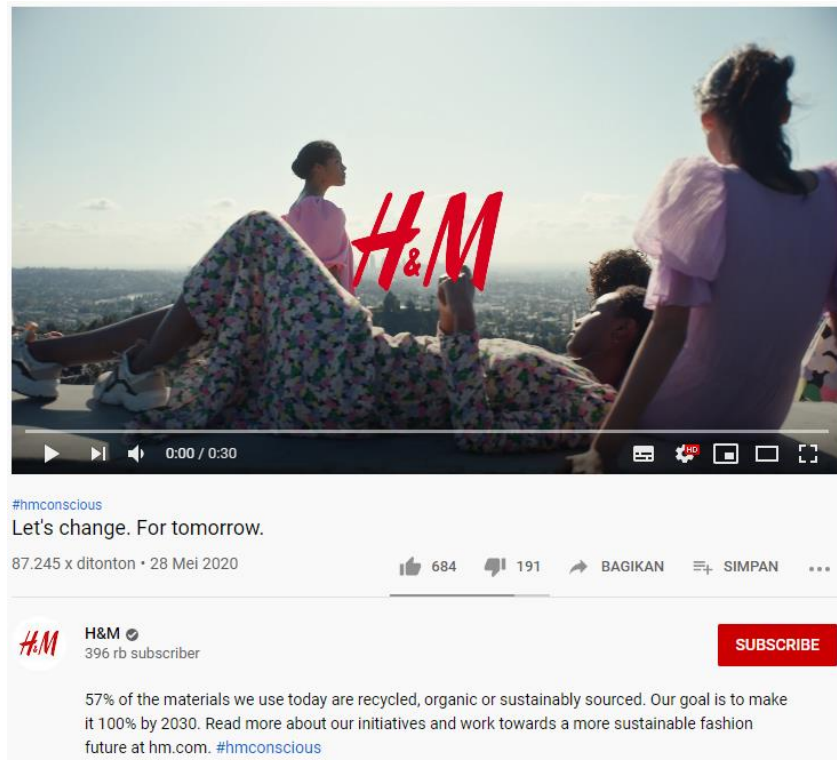 H&M
0:00 / 0:30
HD
#hmconscious
Let's change. For tomorrow.
87.245 x ditonton • 28 Mei 2020
684 191 BAGIKAN SIMPAN
H&M
H&M
396 rb subscriber
SUBSCRIBE
57% of the materials we use today are recycled, organic or sustainably sourced. Our goal is to make
it 100% by 2030. Read more about our initiatives and work towards a more sustainable fashion
future at hm.com. #hmconscious